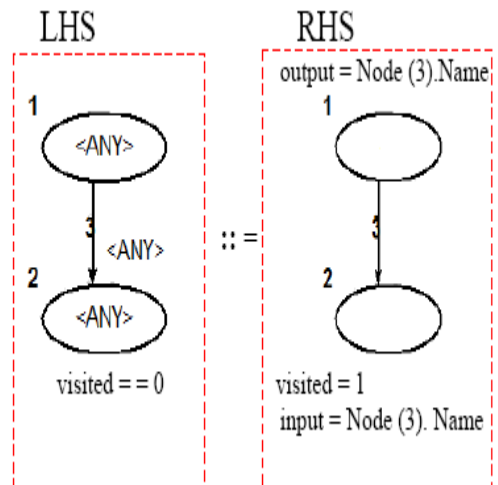 LHS
1
<ANY>
3
<ANY>
2
<ANY>
visited = = 0
: : =
RHS
output = Node (3).Name
1
3
2
visited = 1
input = Node (3). Name